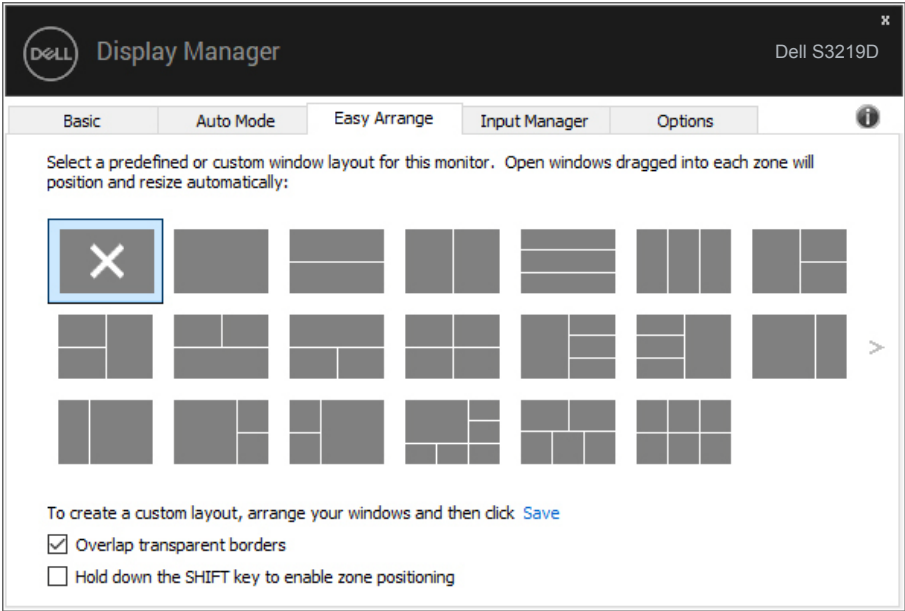 x
DELL
Display Manager
Dell S3219D
Basic
Auto Mode
Easy Arrange
Input Manager
Options
i
Select a predefined or custom window layout for this monitor.  Open windows dragged into each zone will
position and resize automatically:
>
To create a custom layout, arrange your windows and then click  Save
Overlap transparent borders
Hold down the SHIFT key to enable zone positioning